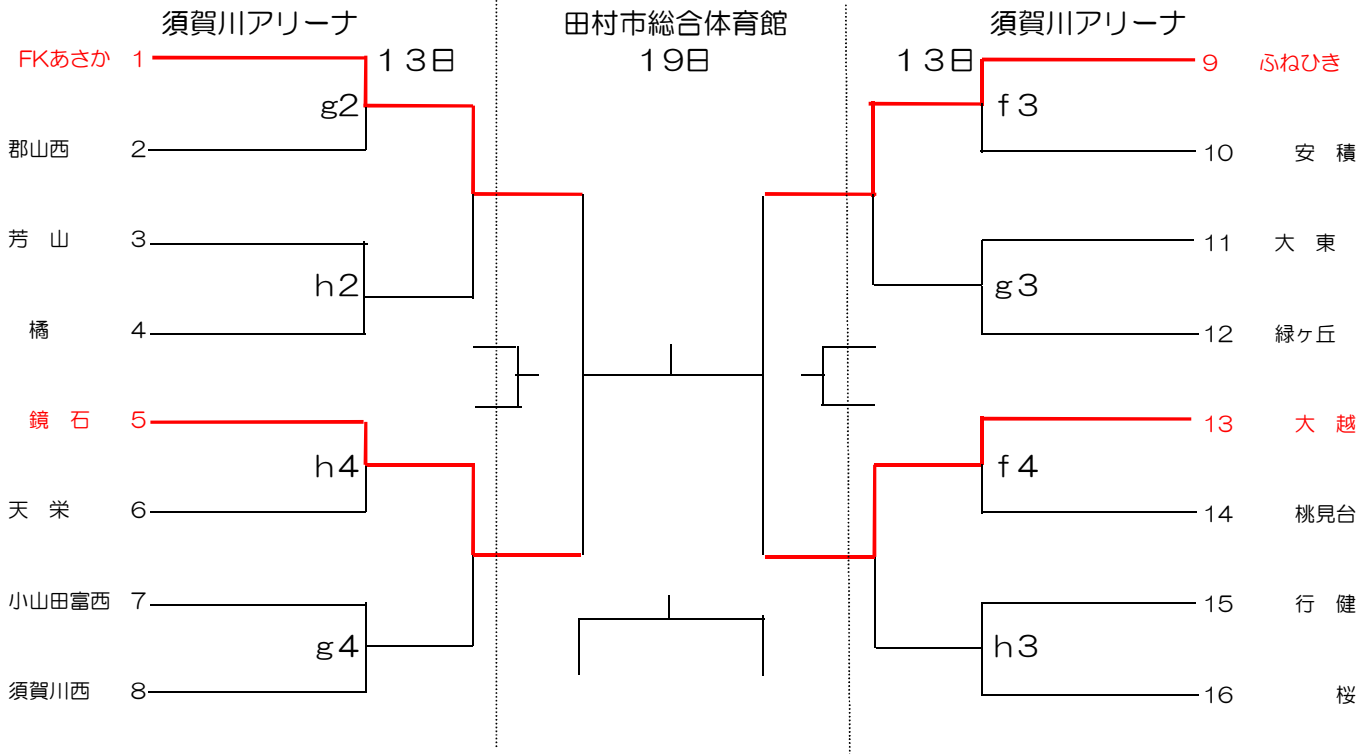 須賀川アリーナ 田村市総合体育館 須賀川アリーナ
FKあさか 1 13日 19日 13日 9 ふねひき
g2 f3
郡山西 2 10 安 積
芳 山 3 11 大 東
h2 g3
橘 4 12 緑ヶ丘
鏡 石 5 13 大 越
h4 f4
天 栄 6 14 桃見台
小山田富西 7 15 行 健
g4 h3
須賀川西 8 16 桜